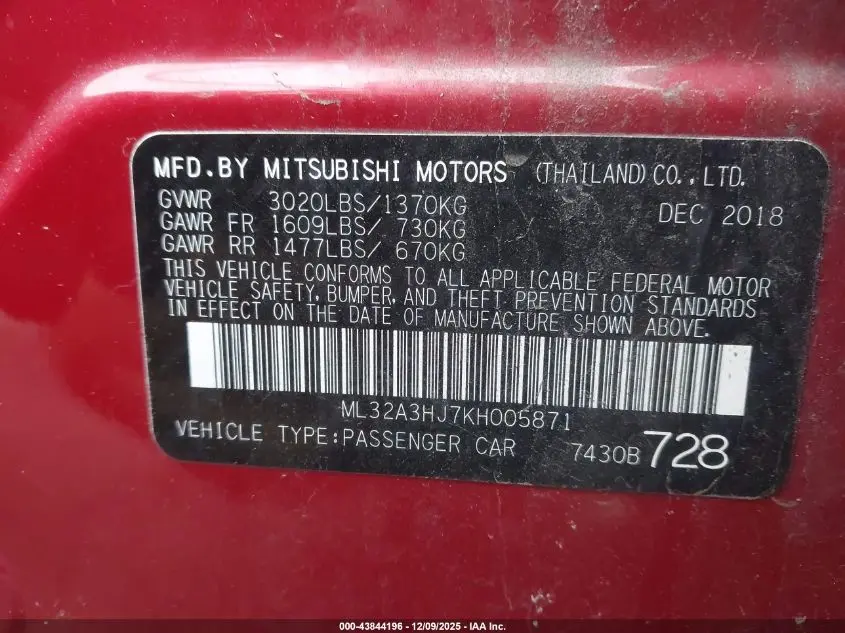 MFD.BY MITSUBISHI MOTORS (THAILAND) CO., LTD.
GVWR 3020LBS/1370KG DEC 2018
GAWR FR 1609LBS/ 730KG
GAWR RR 1477LBS/ 670KG
THIS VEHICLE CONFORMS TO ALL APPLICABLE FEDERAL MOTOR
VEHICLE SAFETY, BUMPER, AND THEFT PREVENTION STANDARDS
IN EFFECT ON THE DATE OF MANUFACTURE SHOWN ABOVE.
ML32A3HJ7KH005871
VEHICLE TYPE:PASSENGER CAR 7430B 728
000-43844196 - 12/09/2025 - IAA Inc.